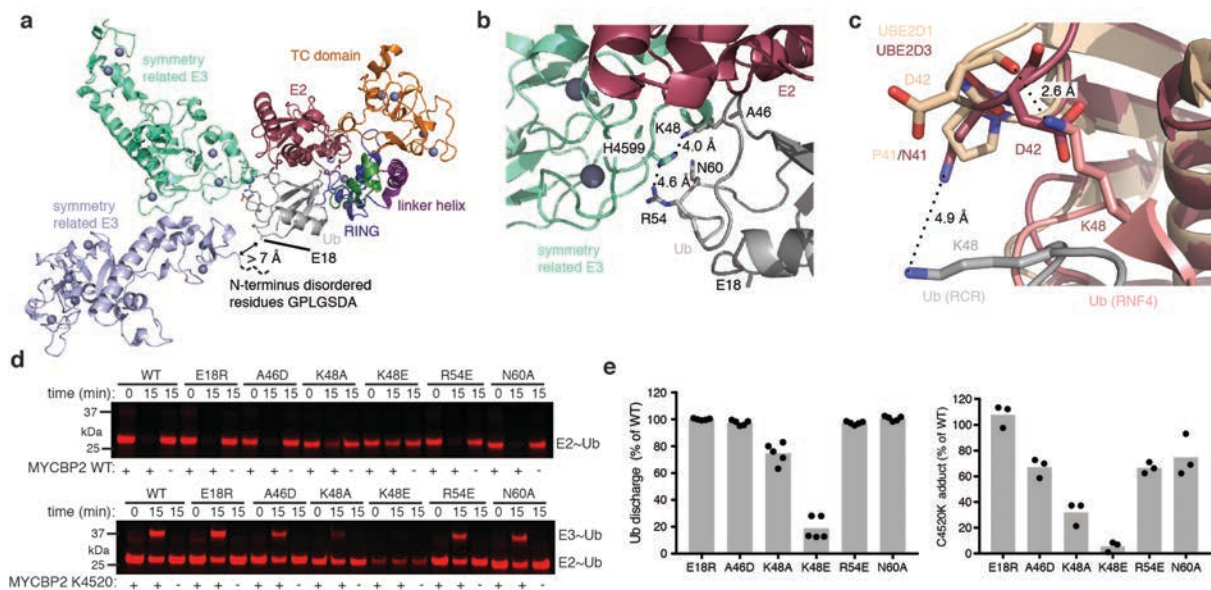 a
symmetry
related E3
E2
TC domain
symmetry
related E3
linker helix
RING
Ub
> 7 Å
E18
N-terminus disordered
residues GPLGSDA
b
E2
K48
A46
4.0 Å
H4599
N60
4.6 Å
R54
Ub
symmetry
related E3
E18
c
UBE2D1
UBE2D3
D42
2.6 Å
P41/N41
D42
4.9 Å
K48
K48
Ub (RCR)
Ub (RNF4)
d
WT E18R A46D K48A K48E R54E N60A
time (min): 0 15 15 0 15 15 0 15 15 0 15 15 0 15 15 0 15 15 0 15 15
37
kDa
25
E2~Ub
MYCBP2 WT: + + - + + - + + - + + - + + - + + - + + -
WT E18R A46D K48A K48E R54E N60A
time (min): 0 15 15 0 15 15 0 15 15 0 15 15 0 15 15 0 15 15 0 15 15
37
E3~Ub
kDa
25
E2~Ub
MYCBP2 K4520: + + - + + - + + - + + - + + - + + - + + -
e
Ub discharge (% of WT)
120
100
80
60
40
20
0
E18R A46D K48A K48E R54E N60A
C4520K adduct (% of WT)
120
100
80
60
40
20
0
E18R A46D K48A K48E R54E N60A